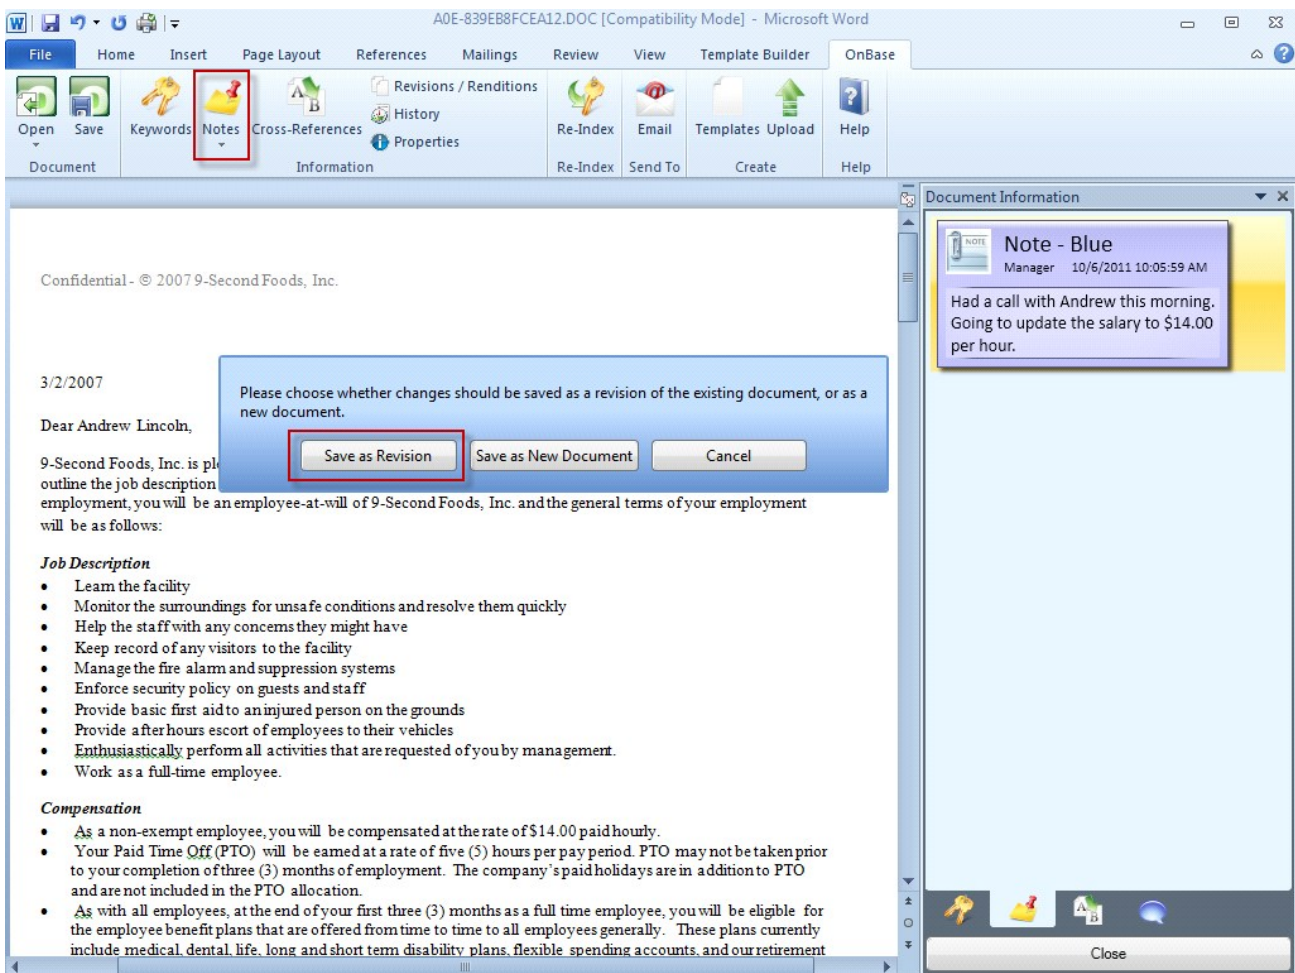 A0E-839EB8FCEA12.DOC [Compatibility Mode] - Microsoft Word
File Home Insert Page Layout References Mailings Review View Template Builder OnBase
Open Save Keywords Notes Cross-References Revisions / Renditions
History
Properties
Re-Index Email Templates Upload Help
Document Information Re-Index Send To Create Help
Document Information
NOTE
Note - Blue
Manager 10/6/2011 10:05:59 AM
Had a call with Andrew this morning.
Going to update the salary to $14.00
per hour.
Close
Confidential - © 2007 9-Second Foods, Inc.
3/2/2007
Dear Andrew Lincoln,
Please choose whether changes should be saved as a revision of the existing document, or as a
new document.
Save as Revision Save as New Document Cancel
9-Second Foods, Inc. is
outline the job description
employment, you will be an employee-at-will of 9-Second Foods, Inc. and the general terms of your employment
will be as follows:
Job Description
• Learn the facility
• Monitor the surroundings for unsafe conditions and resolve them quickly
• Help the staff with any concerns they might have
• Keep record of any visitors to the facility
• Manage the fire alarm and suppression systems
• Enforce security policy on guests and staff
• Provide basic first aid to an injured person on the grounds
• Provide after hours escort of employees to their vehicles
• Enthusiastically perform all activities that are requested of you by management.
• Work as a full-time employee.
Compensation
• As a non-exempt employee, you will be compensated at the rate of $14.00 paid hourly.
• Your Paid Time Off (PTO) will be earned at a rate of five (5) hours per pay period. PTO may not be taken prior
to your completion of three (3) months of employment. The company's paid holidays are in addition to PTO
and are not included in the PTO allocation.
• As with all employees, at the end of your first three (3) months as a full time employee, you will be eligible for
the employee benefit plans that are offered from time to time to all employees generally. These plans currently
include medical, dental, life, long and short term disability plans, flexible spending accounts, and our retirement